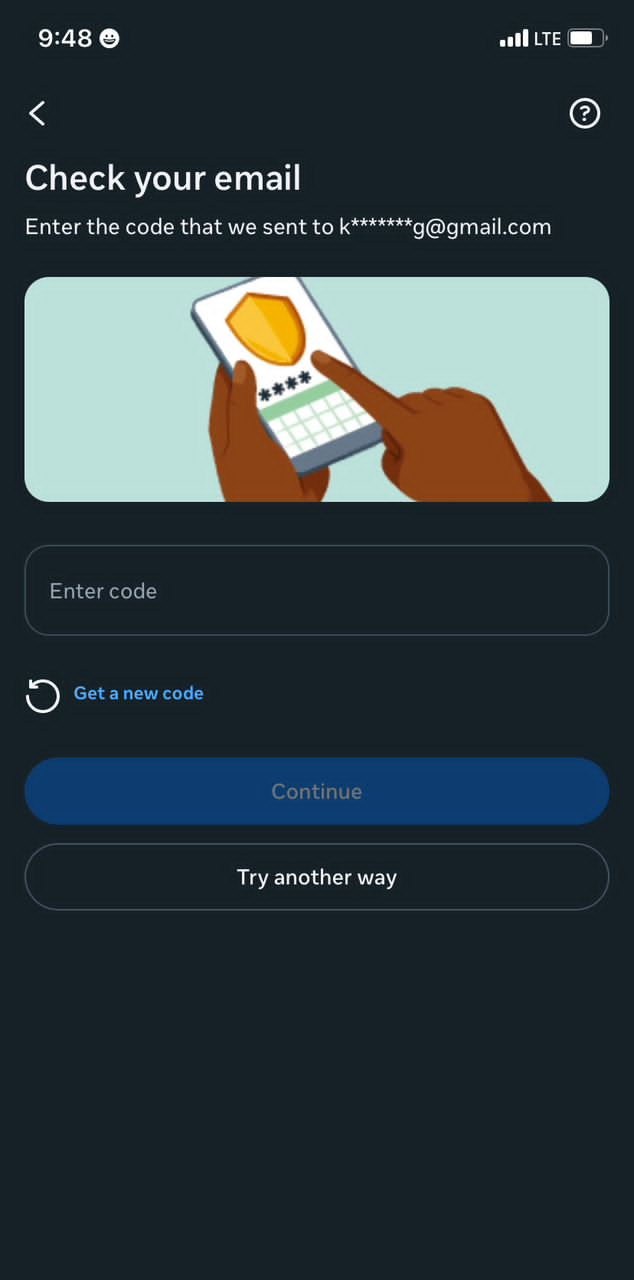 9:48
LTE
?
Check your email
Enter the code that we sent to k*******g@gmail.com
****
Enter code
Get a new code
Continue
Try another way